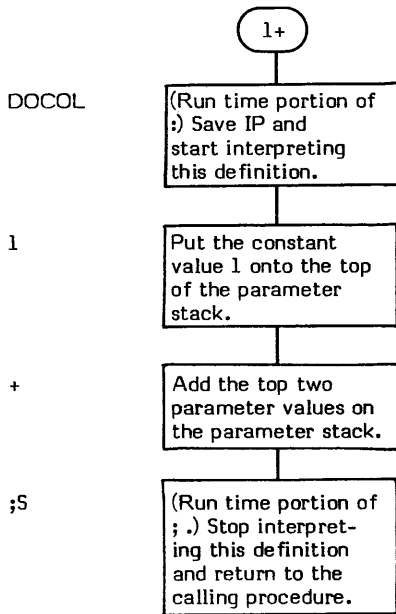 1+
DOCOL
(Run time portion of
:) Save IP and
start interpreting
this definition.
1
Put the constant
value 1 onto the top
of the parameter
stack.
+
Add the top two
parameter values on
the parameter stack.
;S
(Run time portion of
; .) Stop interpret-
ing this definition
and return to the
calling procedure.